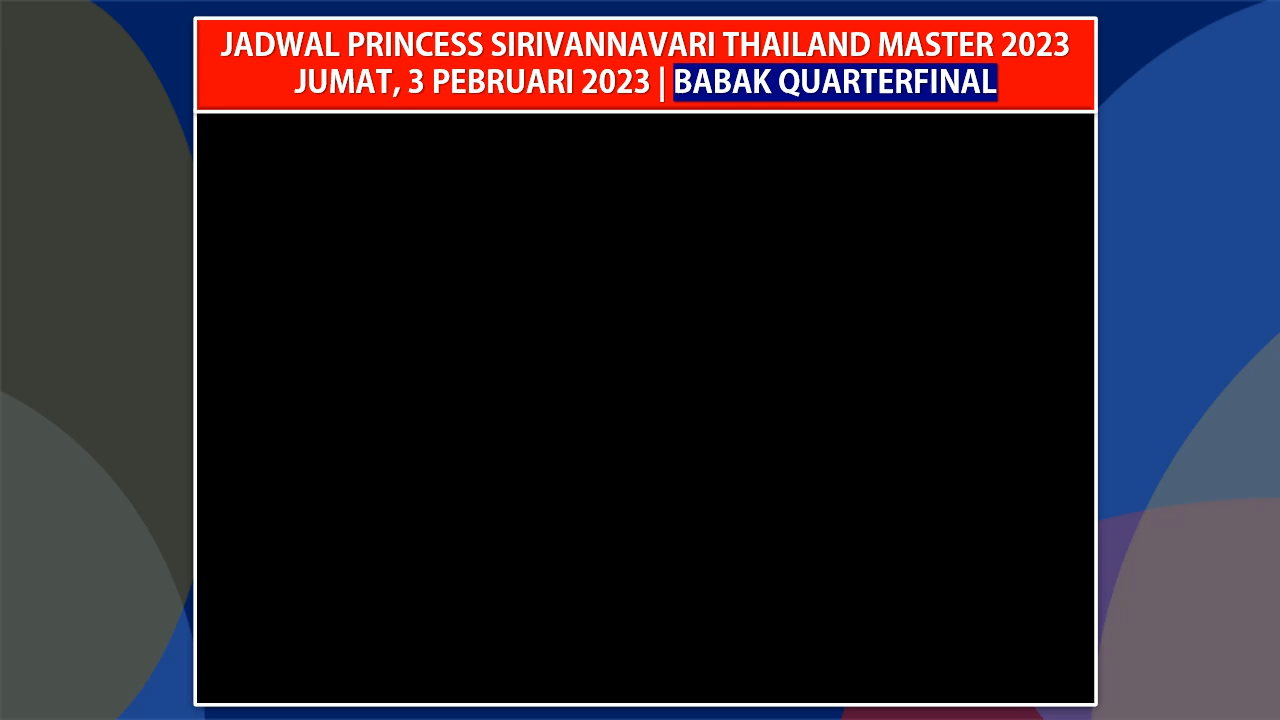 JADWAL PRINCESS SIRIVANNAVARI THAILAND MASTER 2023
JUMAT, 3 PEBRUARI 2023 | BABAK QUARTERFINAL